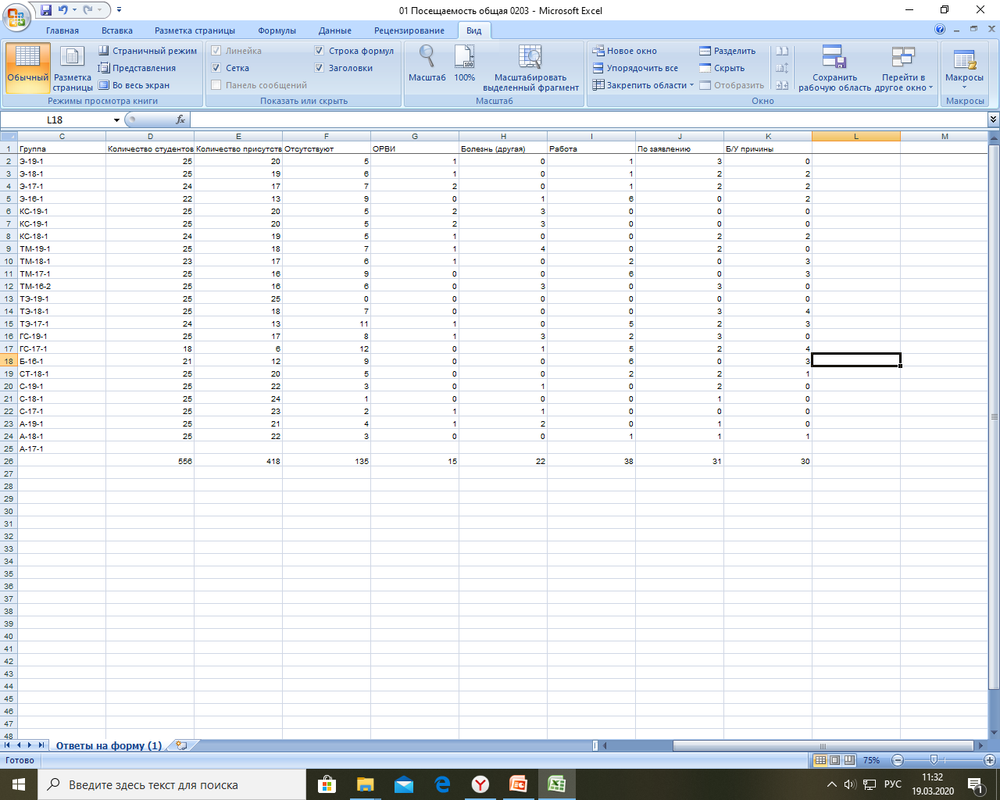 01 Посещаемость общая 0203 - Microsoft Excel
Главная Вставка Разметка страницы Формулы Данные Рецензирование Вид
Обычный Разметка страницы Страничный режим Представления Во весь экран
Режимы просмотра книги
Линейка Строка формул
Сетка Заголовки
Панель сообщений
Показать или скрыть
Масштаб 100% Масштабировать выделенный фрагмент
Масштаб
Новое окно Разделить
Упорядочить все Скрыть
Закрепить области Отобразить
Сохранить рабочую область Перейти в другое окно
Окно
Макросы
Макросы
L18 fx
C D E F G H I J K L M
1 Группа Количество студентов Количество присутств Отсутствуют ОРВИ Болезнь (другая) Работа По заявлению Б/У причины
2 Э-19-1 25 20 5 1 0 1 3 0
3 Э-18-1 25 19 6 1 0 1 2 2
4 Э-17-1 24 17 7 2 0 1 2 2
5 Э-16-1 22 13 9 0 1 6 0 2
6 КС-19-1 25 20 5 2 3 0 0 0
7 КС-19-1 25 20 5 2 3 0 0 0
8 КС-18-1 24 19 5 1 0 0 2 2
9 ТМ-19-1 25 18 7 1 4 0 2 0
10 ТМ-18-1 23 17 6 1 0 2 0 3
11 ТМ-17-1 25 16 9 0 0 6 0 3
12 ТМ-16-2 25 16 6 0 3 0 3 0
13 ТЭ-19-1 25 25 0 0 0 0 0 0
14 ТЭ-18-1 25 18 7 0 0 0 3 4
15 ТЭ-17-1 24 13 11 1 0 5 2 3
16 ГС-19-1 25 17 8 1 3 2 3 0
17 ГС-17-1 18 6 12 0 1 5 2 4
18 Б-16-1 21 12 9 0 0 6 0 3
19 СТ-18-1 25 20 5 0 0 2 2 1
20 С-19-1 25 22 3 0 1 0 2 0
21 С-18-1 25 24 1 0 0 0 1 0
22 С-17-1 25 23 2 1 1 0 0 0
23 А-19-1 25 21 4 1 2 0 1 0
24 А-18-1 25 22 3 0 0 1 1 1
25 А-17-1
26 556 418 135 15 22 38 31 30
27
28
29
30
31
32
33
34
35
36
37
38
39
40
41
42
43
44
45
46
47
48
Ответы на форму (1)
Готово 75%
Введите здесь текст для поиска РУС 11:32
19.03.2020 1